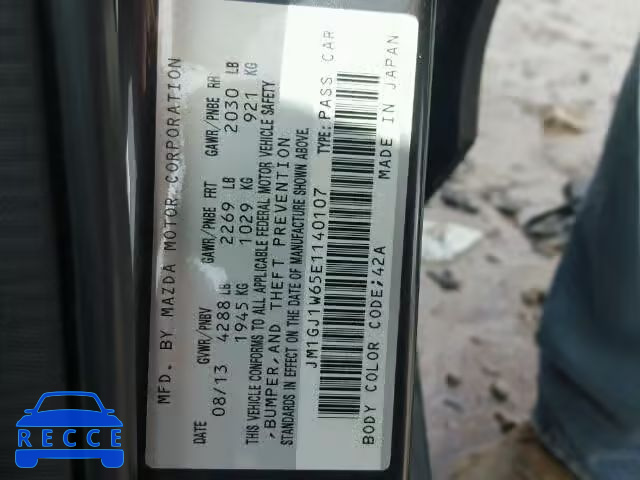 MFD. BY MAZDA MOTOR CORPORATION
DATE GVWR/PNBV GAWR/PNBE FRT GAWR/PNBE RR
08/13 4288 LB 2269 LB 2030 LB
1945 KG 1029 KG 921 KG
THIS VEHICLE CONFORMS TO ALL APPLICABLE FEDERAL MOTOR VEHICLE SAFETY
,BUMPER, AND THEFT PREVENTION
STANDARDS IN EFFECT ON THE DATE OF MANUFACTURE SHOWN ABOVE.
JM1GJ1W65E1140107 TYPE:PASS CAR
BODY COLOR CODE;42A MADE IN JAPAN
RECCE